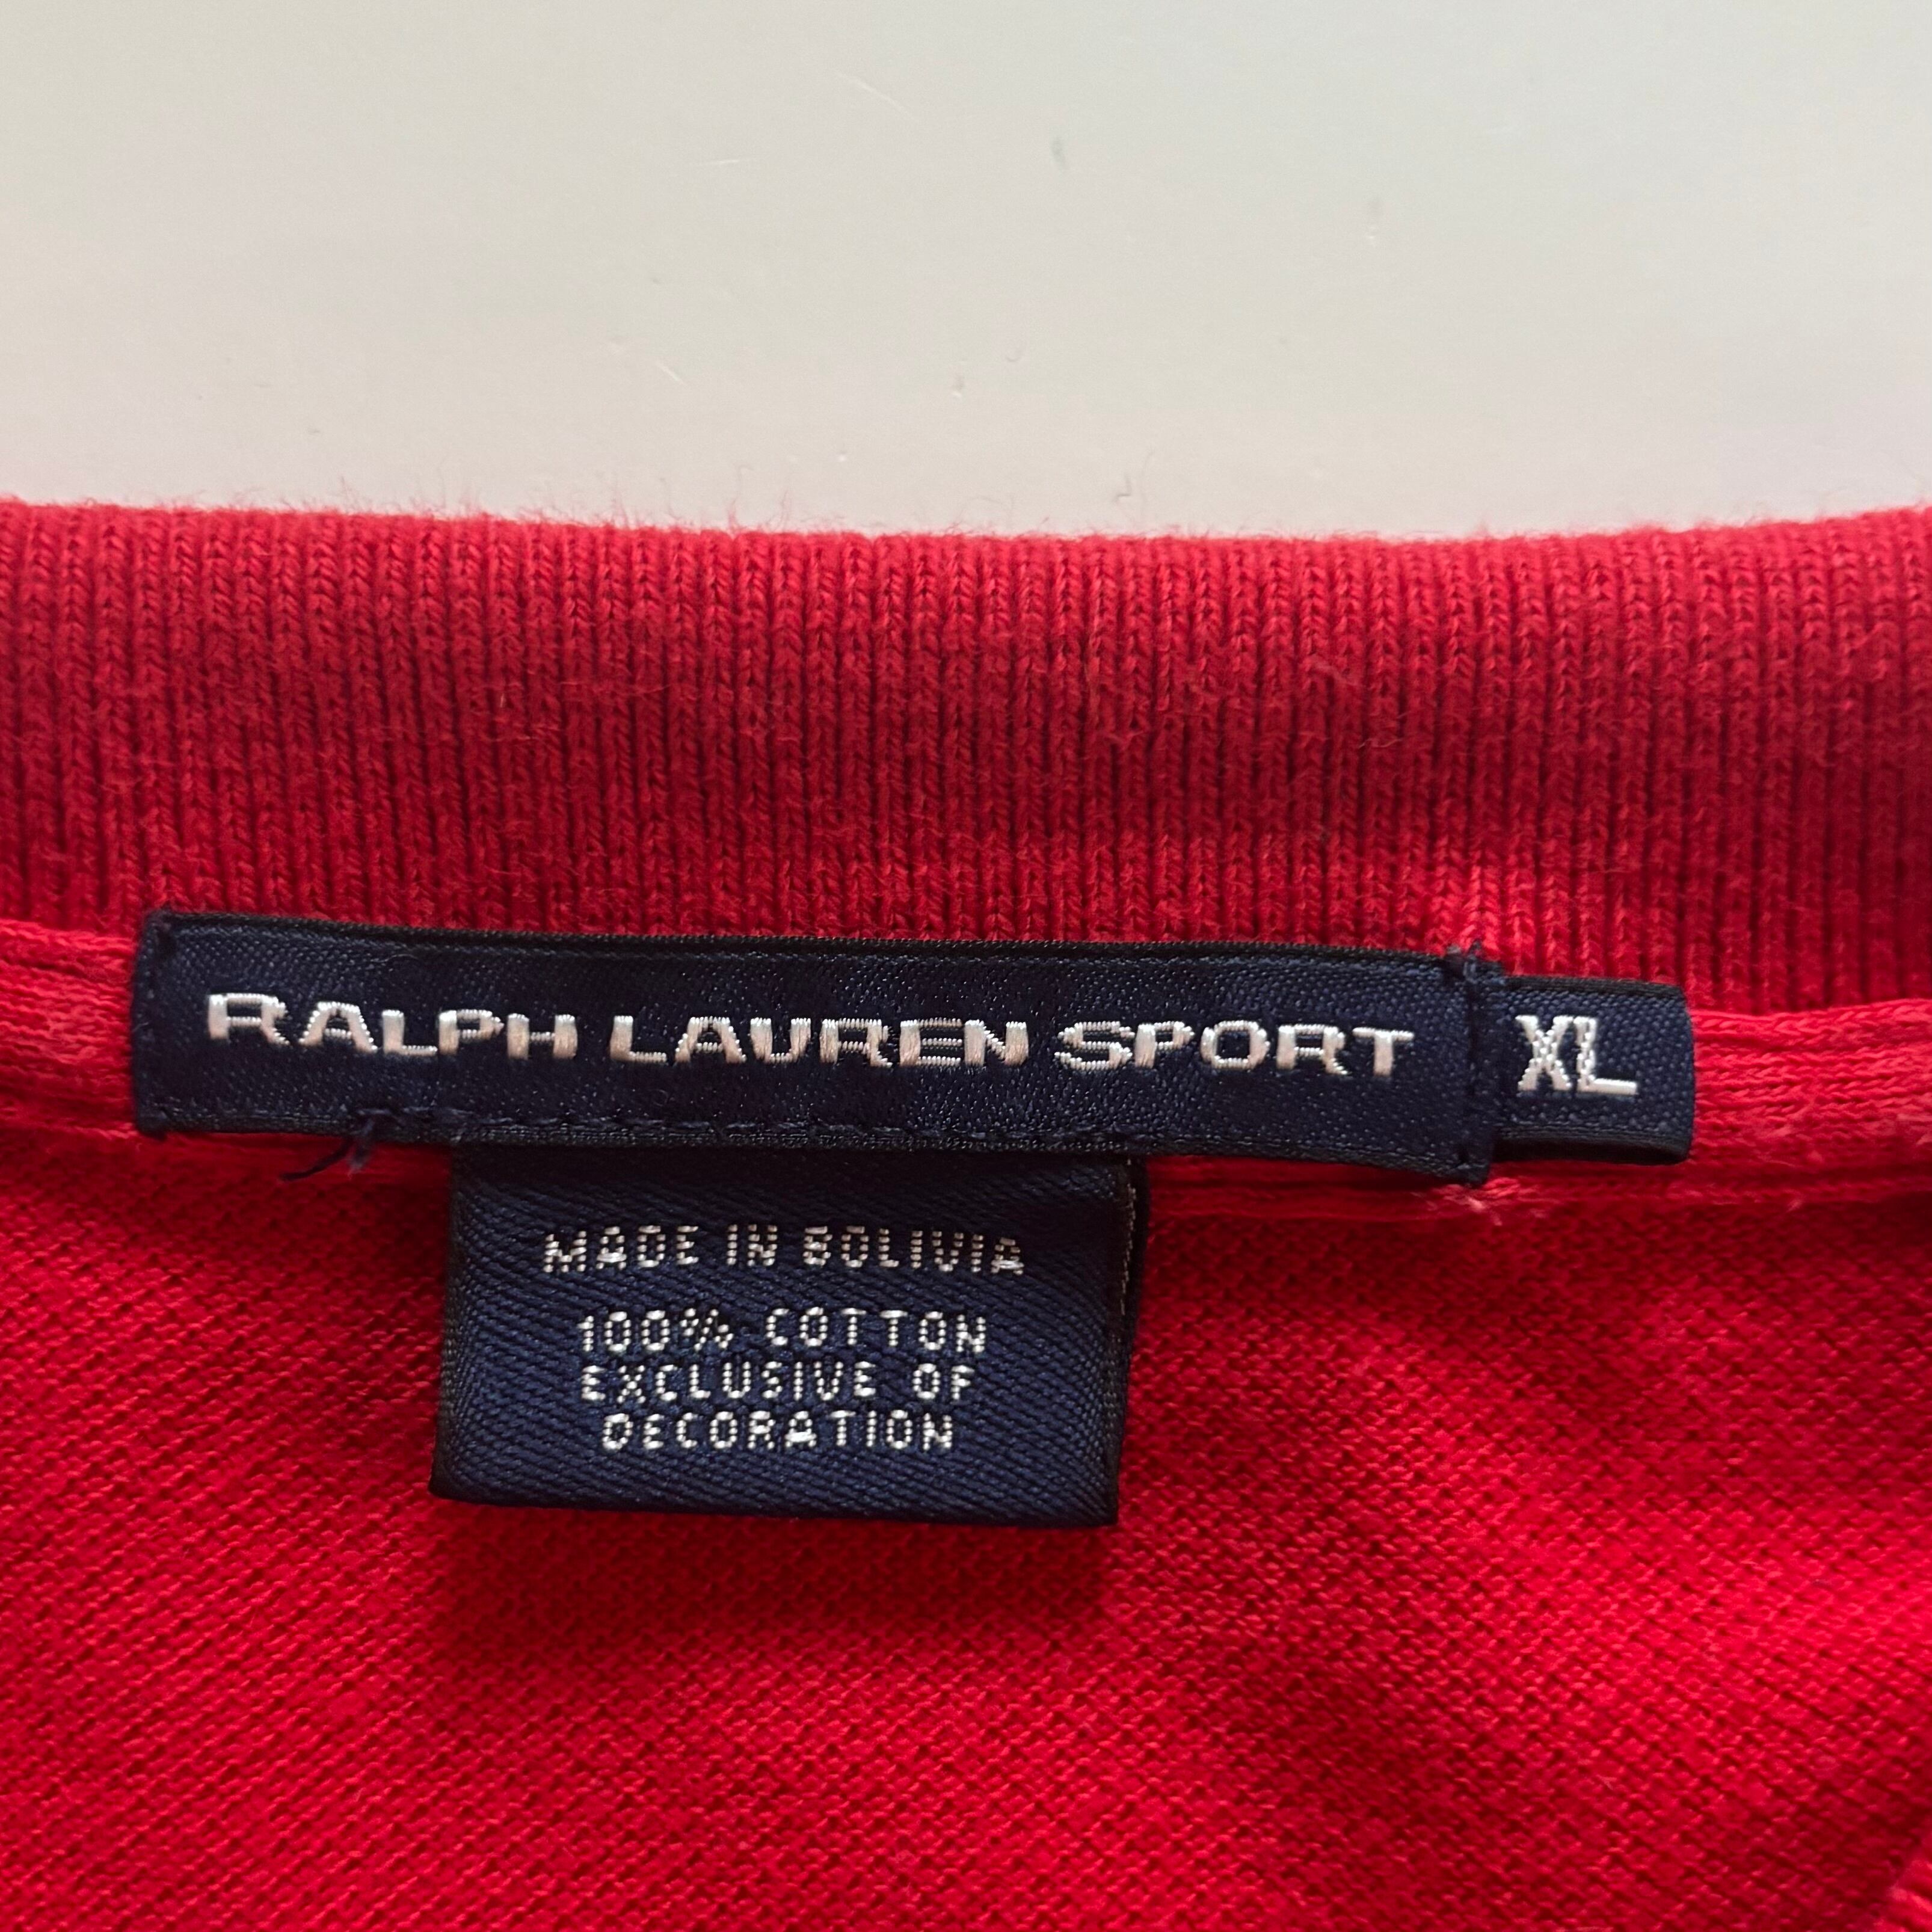 RALPH LAUREN SPORT
XL
MADE IN BOLIVIA
100% COTTON
EXCLUSIVE OF
DECORATION